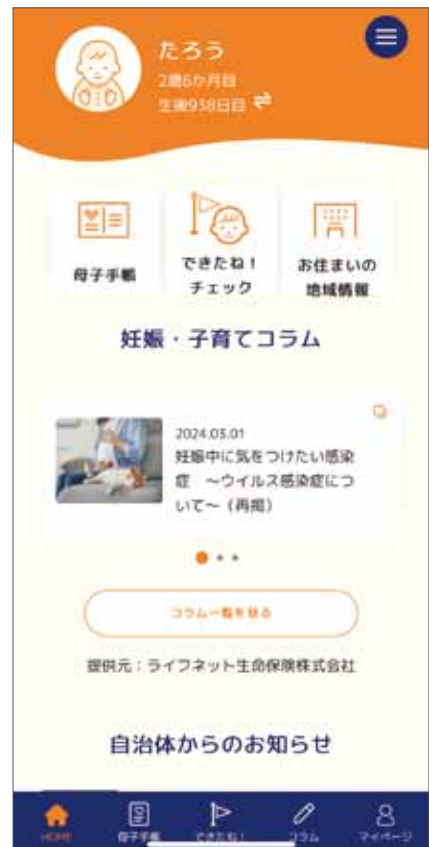 たろう
2歳6か月目
生後938日目
母子手帳
できたね！
チェック
お住まいの
地域情報
妊娠・子育てコラム
2024.03.01
妊娠中に気をつけたい感染
症　〜ウイルス感染症につ
いて〜（再掲）
コラム一覧を見る
提供元：ライフネット生命保険株式会社
自治体からのお知らせ
HOME
母子手帳
できたね！
コラム
マイページ